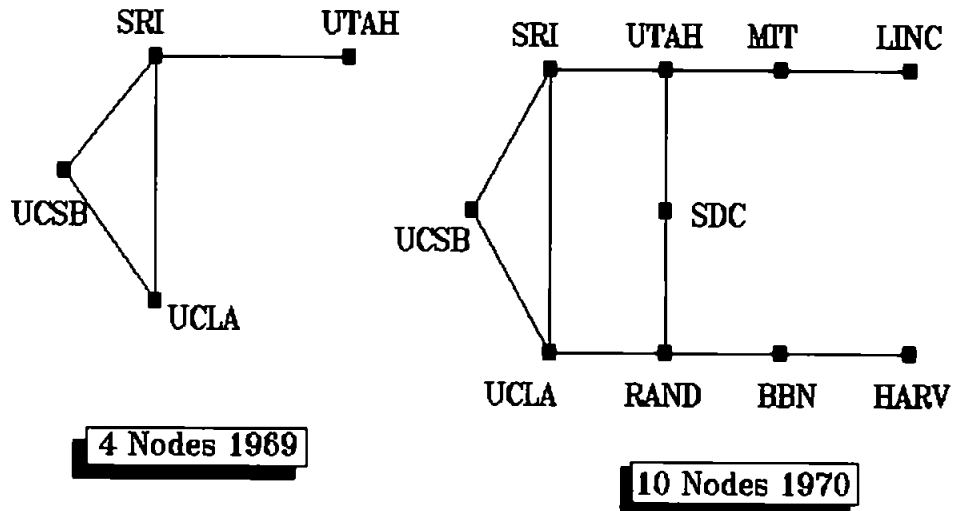 SRI UTAH
UCSB
UCLA
4 Nodes 1969
SRI UTAH MIT LINC
UCSB SDC
UCLA RAND BBN HARV
10 Nodes 1970